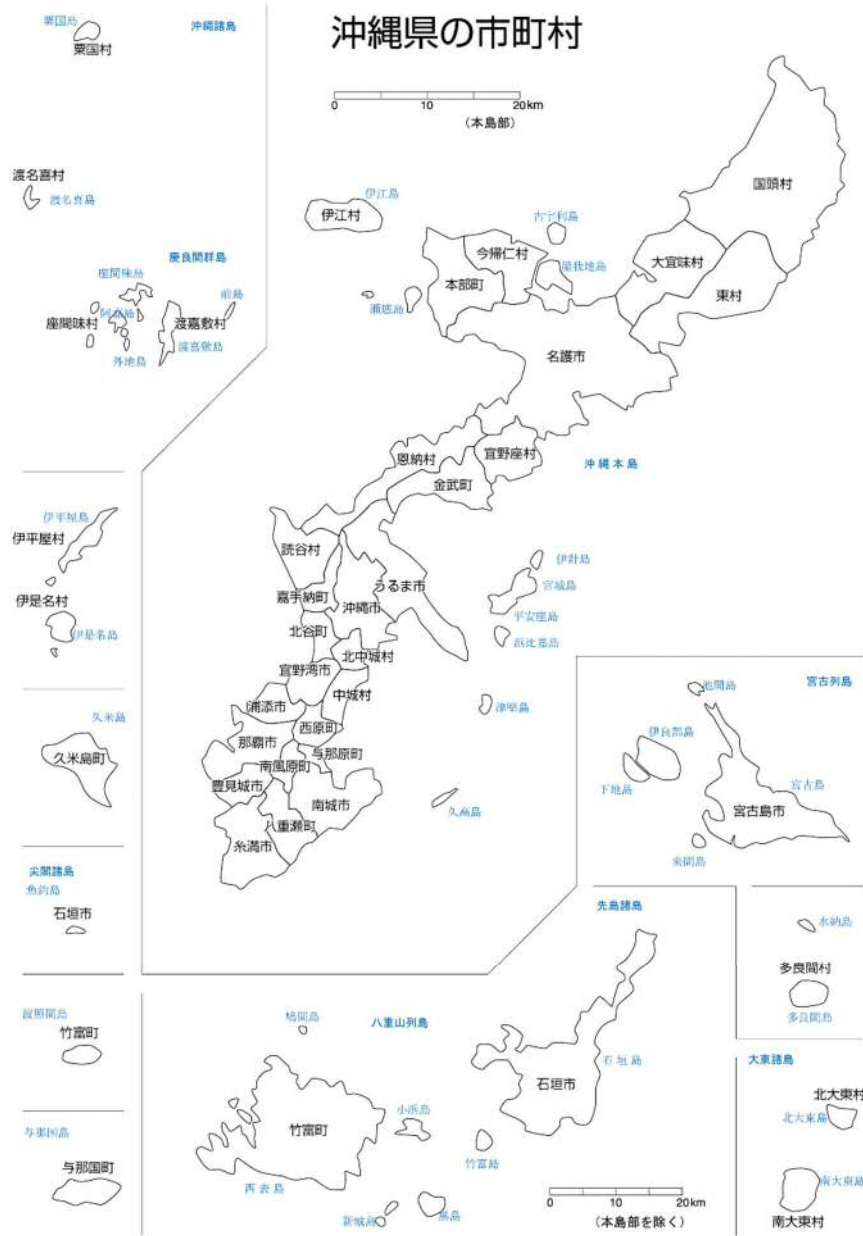 沖縄県の市町村
0 10 20km
(本島部)
粟国島
沖縄諸島
粟国村
渡名喜村
渡名喜島
慶良間群島
座間味島
前島
座間味村
阿嘉島
渡嘉敷村
渡嘉敷島
外地島
伊江島
伊江村
古宇利島
国頭村
今帰仁村
屋我地島
大宜味村
本部町
東村
瀬底島
名護市
恩納村
宜野座村
沖縄本島
金武町
伊平屋島
伊平屋村
伊是名村
伊是名島
読谷村
うるま市
伊計島
宮城島
嘉手納町
沖縄市
平安座島
北谷町
浜比嘉島
北中城村
宜野湾市
中城村
浦添市
津堅島
西原町
那覇市
与那原町
南風原町
豊見城市
南城市
久高島
八重瀬町
糸満市
久米島
久米島町
尖閣諸島
魚釣島
石垣市
池間島
宮古列島
伊良部島
下地島
宮古島
宮古島市
来間島
先島諸島
水納島
多良間村
多良間島
波照間島
竹富町
鳩間島
八重山列島
石垣島
石垣市
大東諸島
北大東村
北大東島
小浜島
竹富町
竹富島
与那国島
与那国町
西表島
新城島
黒島
0 10 20km
(本島部を除く)
南大東島
南大東村